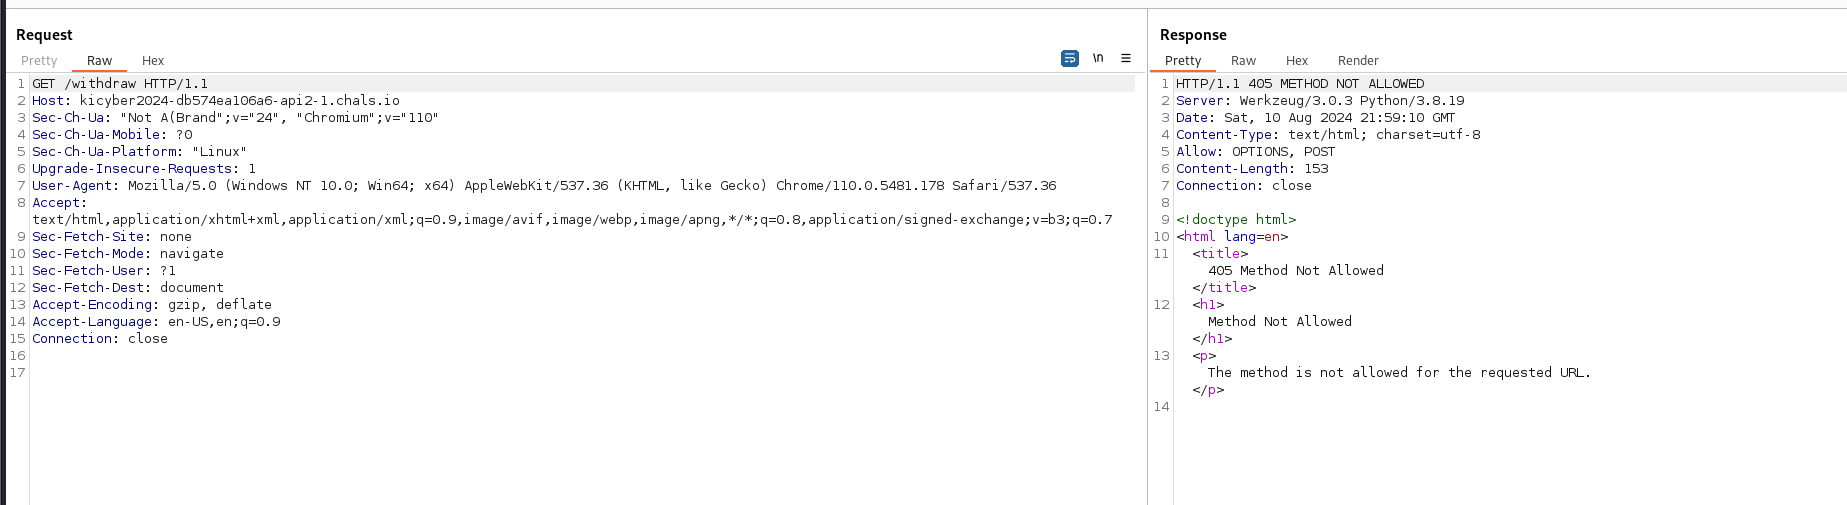 Request
Pretty Raw Hex
\n
1 GET /withdraw HTTP/1.1
2 Host: kicyber2024-db574ea106a6-api2-1.chals.io
3 Sec-Ch-Ua: "Not A(Brand";v="24", "Chromium";v="110"
4 Sec-Ch-Ua-Mobile: ?0
5 Sec-Ch-Ua-Platform: "Linux"
6 Upgrade-Insecure-Requests: 1
7 User-Agent: Mozilla/5.0 (Windows NT 10.0; Win64; x64) AppleWebKit/537.36 (KHTML, like Gecko) Chrome/110.0.5481.178 Safari/537.36
8 Accept:
text/html,application/xhtml+xml,application/xml;q=0.9,image/avif,image/webp,image/apng,*/*;q=0.8,application/signed-exchange;v=b3;q=0.7
9 Sec-Fetch-Site: none
10 Sec-Fetch-Mode: navigate
11 Sec-Fetch-User: ?1
12 Sec-Fetch-Dest: document
13 Accept-Encoding: gzip, deflate
14 Accept-Language: en-US,en;q=0.9
15 Connection: close
16
17
Response
Pretty Raw Hex Render
1 HTTP/1.1 405 METHOD NOT ALLOWED
2 Server: Werkzeug/3.0.3 Python/3.8.19
3 Date: Sat, 10 Aug 2024 21:59:10 GMT
4 Content-Type: text/html; charset=utf-8
5 Allow: OPTIONS, POST
6 Content-Length: 153
7 Connection: close
8
9 <!doctype html>
10 <html lang=en>
11 <title>
405 Method Not Allowed
</title>
12 <h1>
Method Not Allowed
</h1>
13 <p>
The method is not allowed for the requested URL.
</p>
14